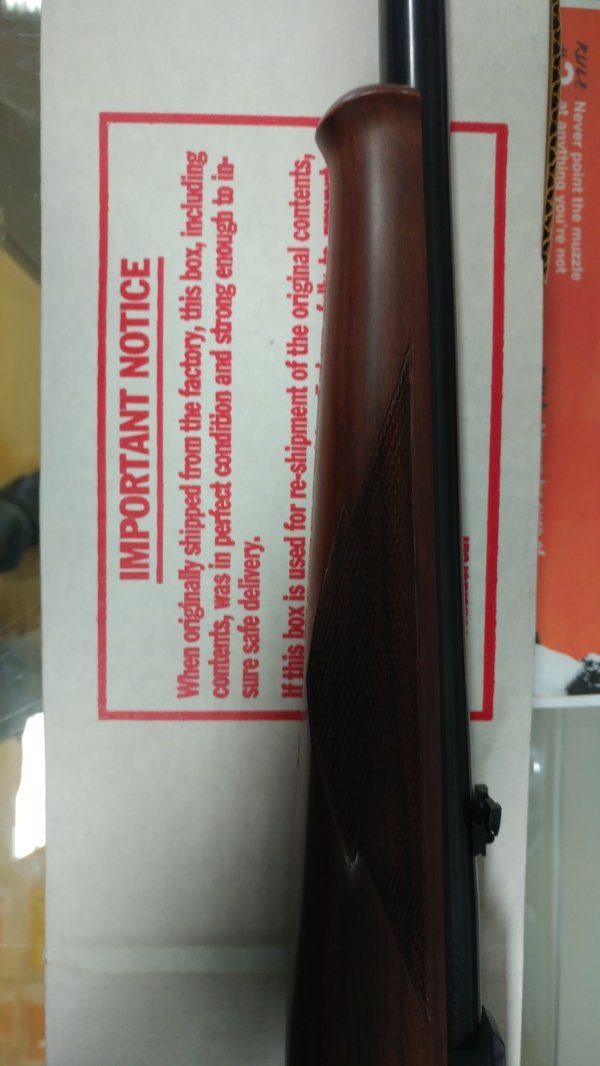 IMPORTANT NOTICE
When originally shipped from the factory, this box, including
contents, was in perfect condition and strong enough to in-
sure safe delivery.
If this box is used for re-shipment of the original contents,
RULE
Never point the muzzle
at anything you're not